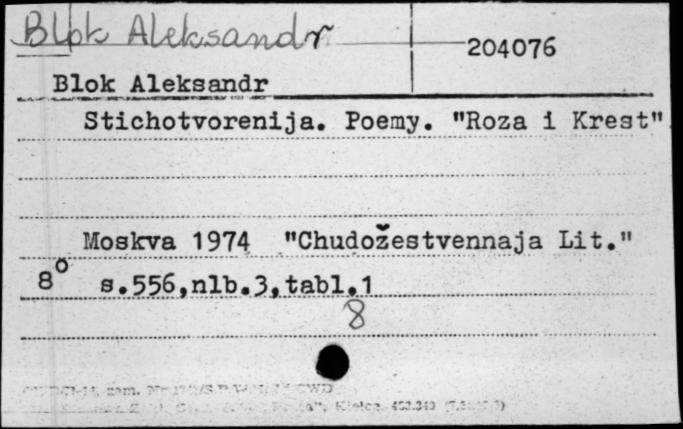 Blok Aleksandr
204076
Blok Aleksandr
Stichotvorenija. Poemy. "Roza i Krest"
Moskva 1974 "Chudožestvennaja Lit."
8° s.556,nlb.3,tabl.1
8
zam.